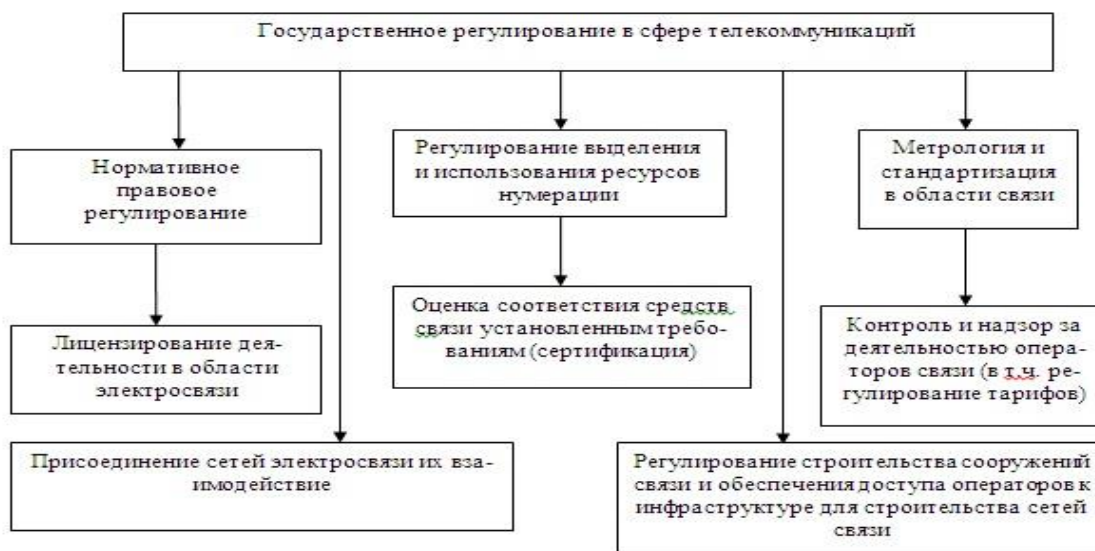 Государственное регулирование в сфере телекоммуникаций
Нормативное
правовое
регулирование
Регулирование выделения
и использования ресурсов
нумерации
Метрология и
стандартизация
в области связи
Лицензирование дея-
тельности в области
электросвязи
Оценка соответствия средств
связи установленным требо-
ваниям (сертификация)
Контроль и надзор за
деятельностью опера-
торов связи (в т.ч. ре-
гулирование тарифов)
Присоединение сетей электросвязи их вза-
имодействие
Регулирование строительства сооружений
связи и обеспечения доступа операторов к
инфраструктуре для строительства сетей
связи